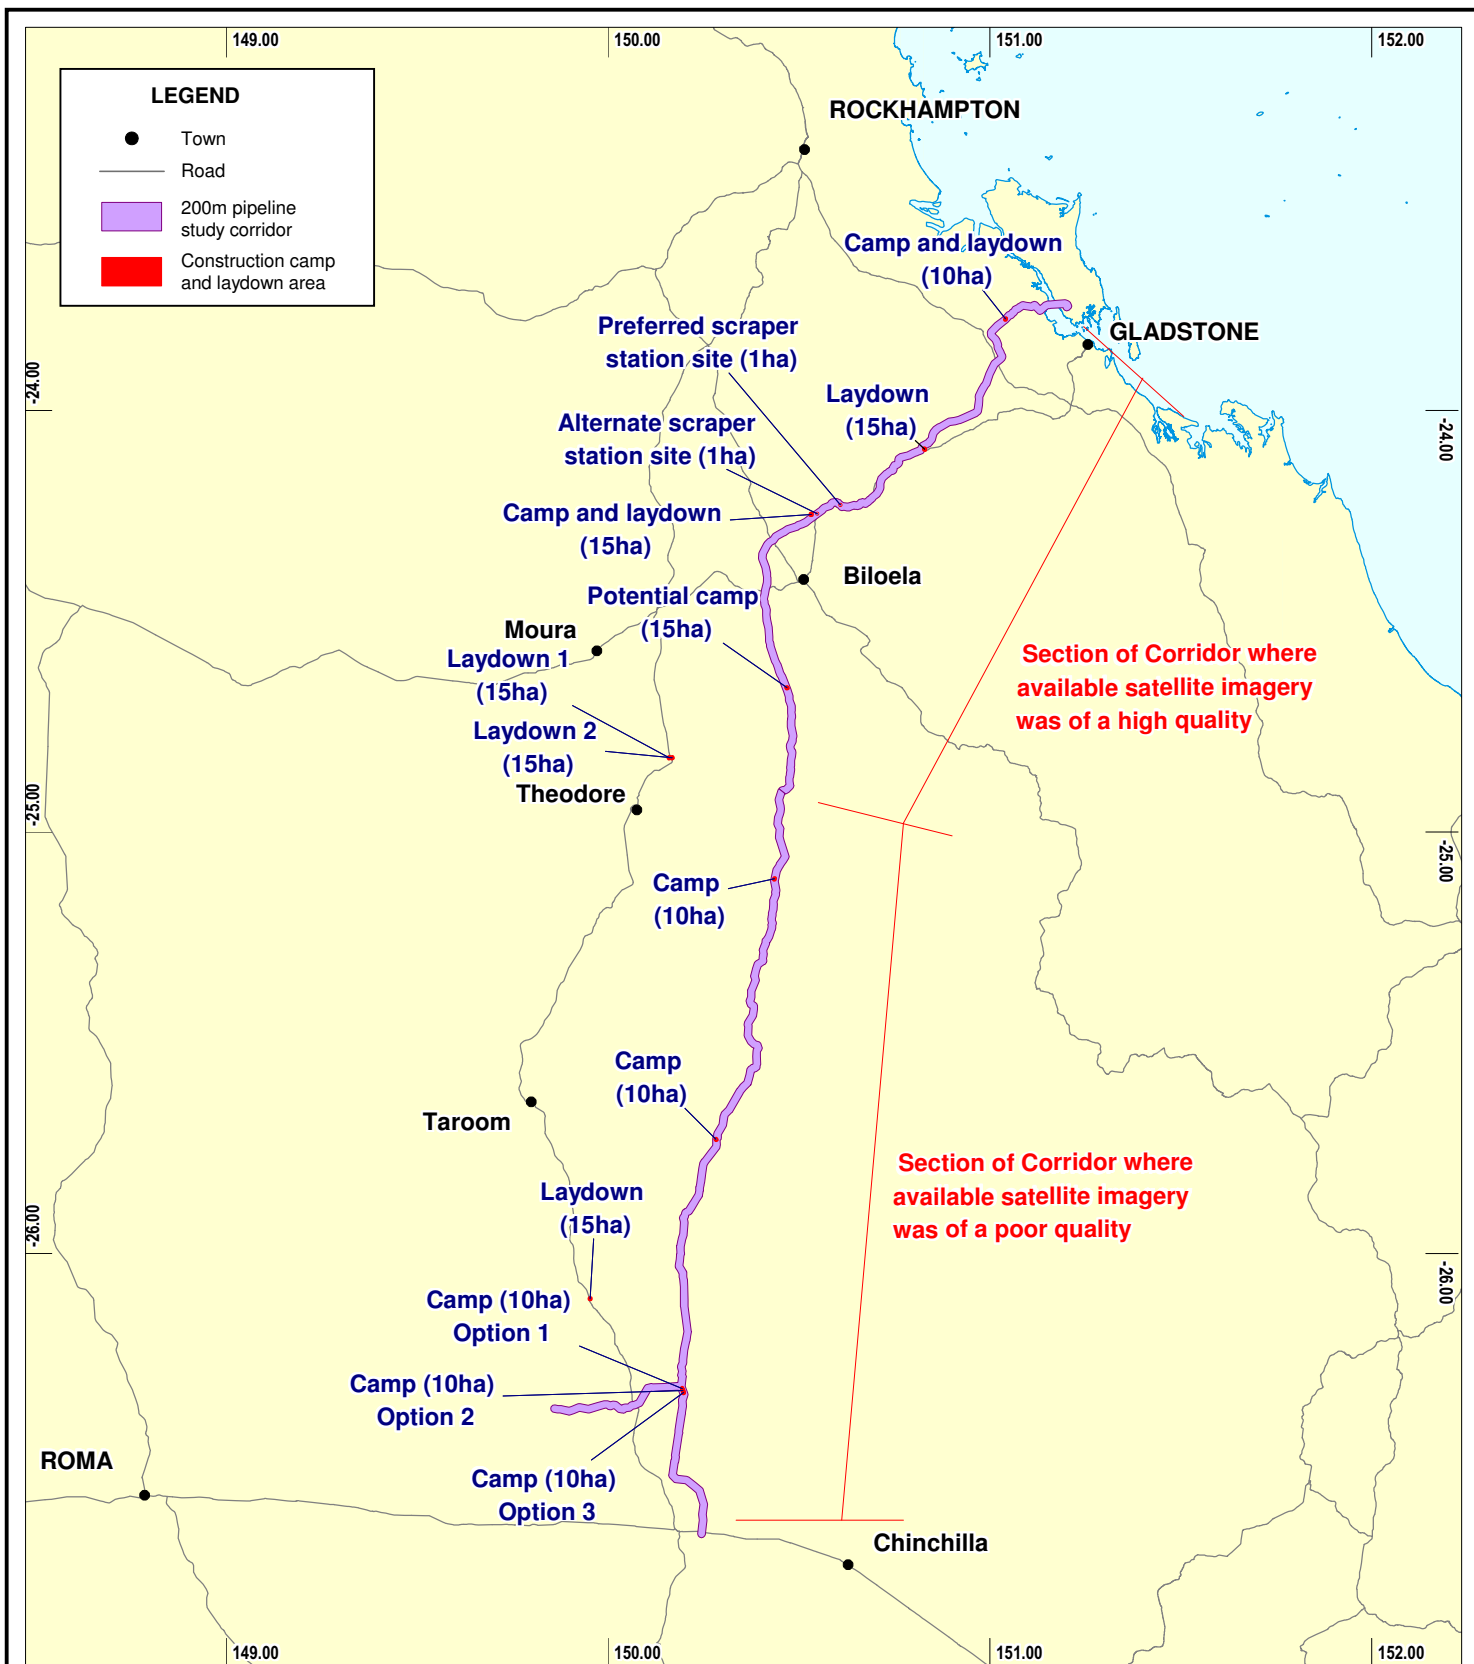 149.00
150.00
151.00
152.00
LEGEND
Town
Road
200m pipeline
study corridor
Construction camp
and laydown area
ROCKHAMPTON
Camp and laydown
(10ha)
GLADSTONE
Preferred scraper
station site (1ha)
Laydown
(15ha)
-24.00
-24.00
Alternate scraper
station site (1ha)
Camp and laydown
(15ha)
Biloela
Potential camp
(15ha)
Moura
Laydown 1
(15ha)
Section of Corridor where
available satellite imagery
was of a high quality
Laydown 2
(15ha)
Theodore
-25.00
-25.00
Camp
(10ha)
Camp
(10ha)
Taroom
Section of Corridor where
available satellite imagery
was of a poor quality
Laydown
(15ha)
-26.00
-26.00
Camp (10ha)
Option 1
Camp (10ha)
Option 2
ROMA
Camp (10ha)
Option 3
Chinchilla
149.00
150.00
151.00
152.00